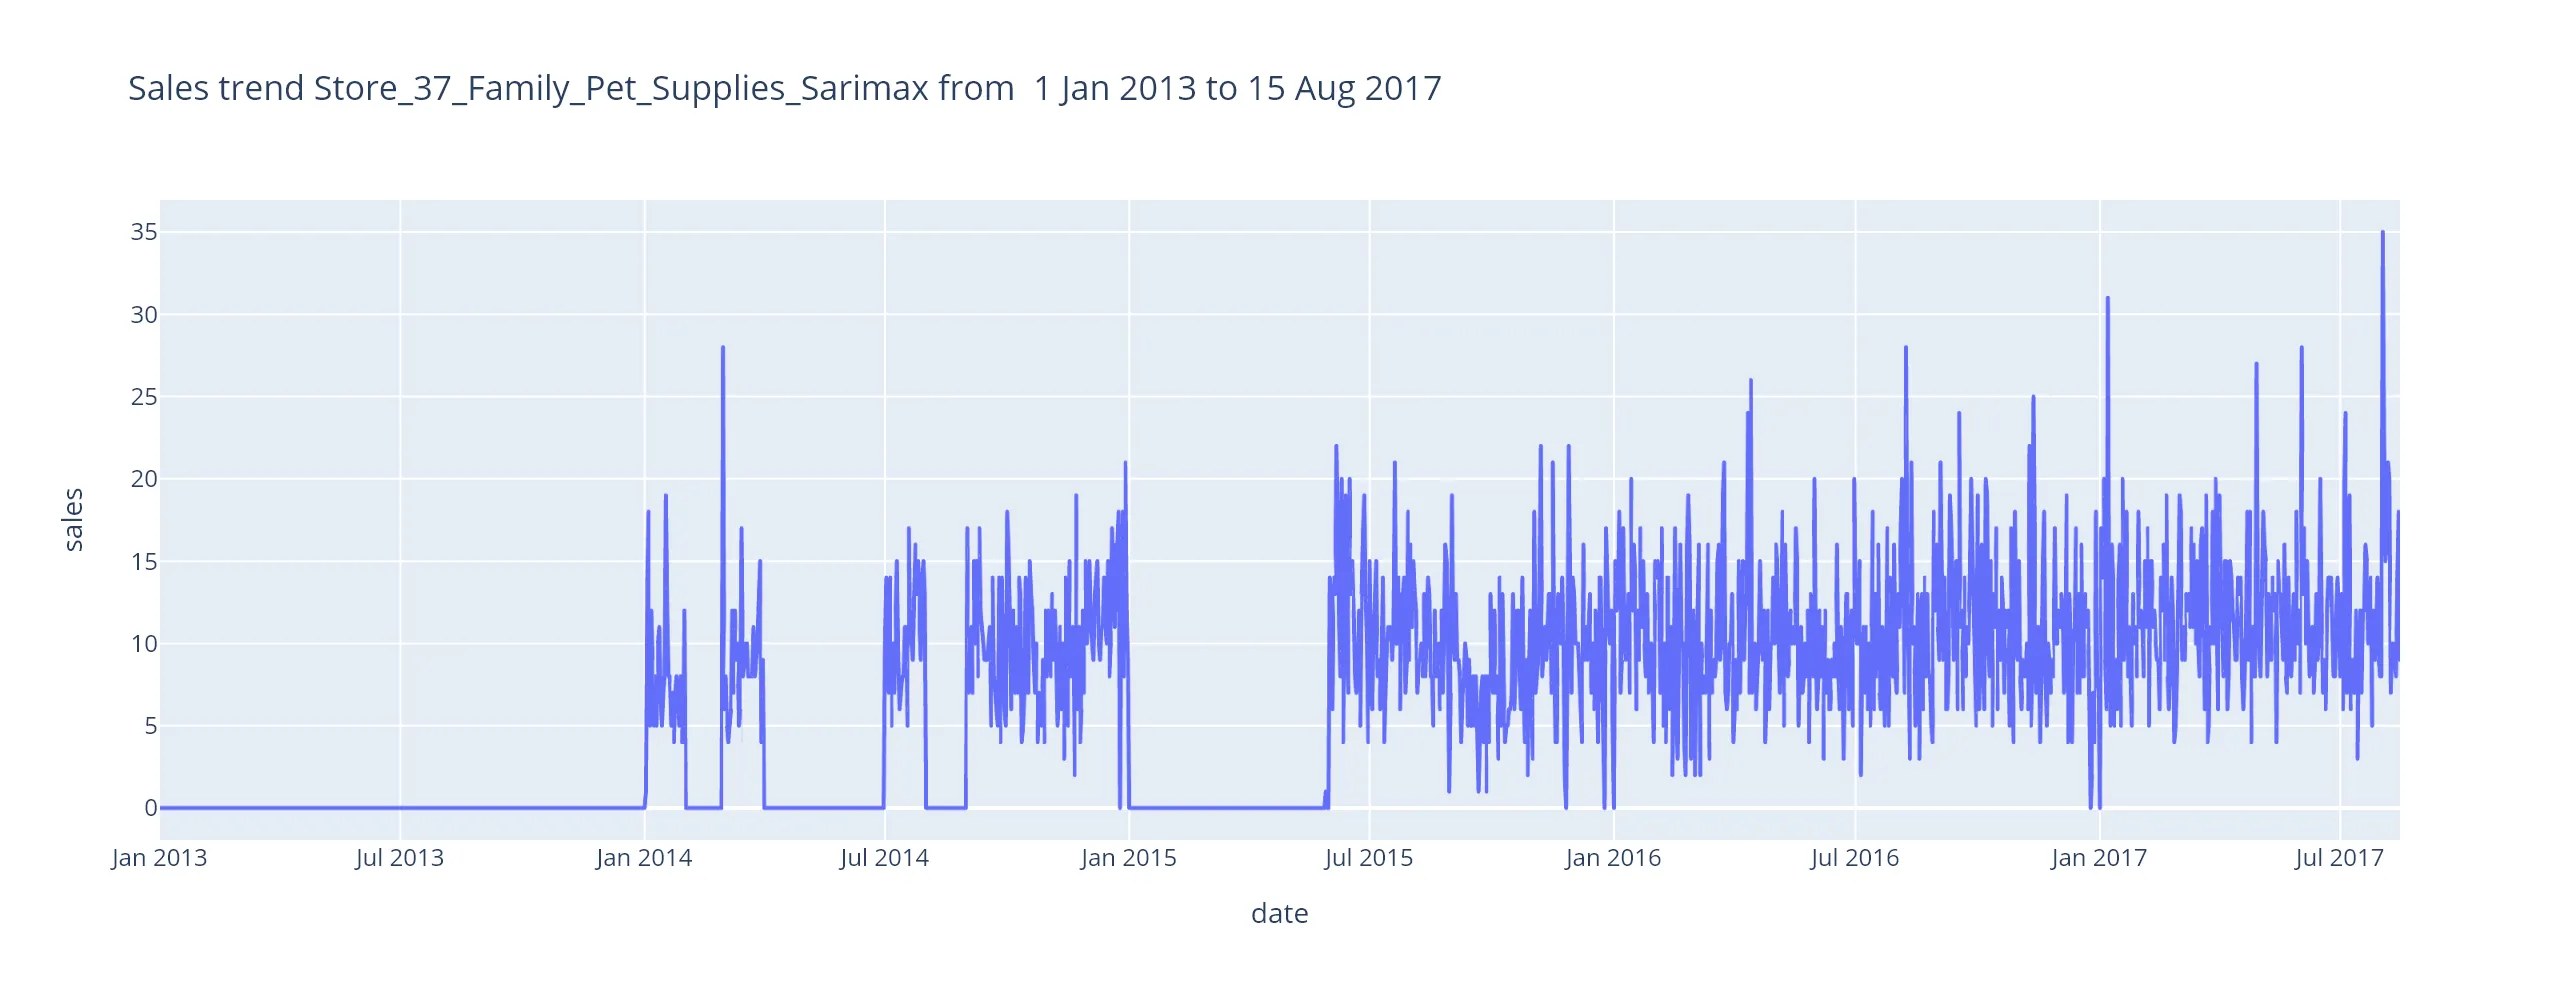 Sales trend Store_37_Family_Pet_Supplies_Sarimax from  1 Jan 2013 to 15 Aug 2017
35
30
25
20
15
10
5
0
sales
Jan 2013 Jul 2013 Jan 2014 Jul 2014 Jan 2015 Jul 2015 Jan 2016 Jul 2016 Jan 2017 Jul 2017
date